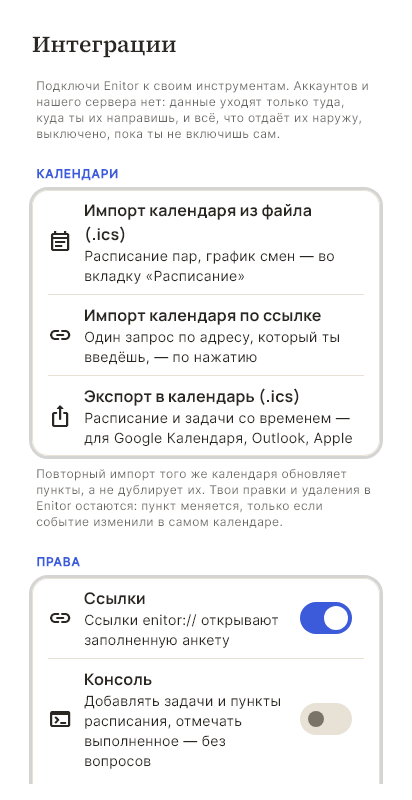 Интеграции
Подключи Enitor к своим инструментам. Аккаунтов и
нашего сервера нет: данные уходят только туда,
куда ты их направишь, и всё, что отдаёт их наружу,
выключено, пока ты не включишь сам.
КАЛЕНДАРИ
Импорт календаря из файла
(.ics)
Расписание пар, график смен — во
вкладку «Расписание»
Импорт календаря по ссылке
Один запрос по адресу, который ты
введёшь, — по нажатию
Экспорт в календарь (.ics)
Расписание и задачи со временем —
для Google Календаря, Outlook, Apple
Повторный импорт того же календаря обновляет
пункты, а не дублирует их. Твои правки и удаления в
Enitor остаются: пункт меняется, только если
событие изменили в самом календаре.
ПРАВА
Ссылки
Ссылки enitor:// открывают
заполненную анкету
Консоль
Добавлять задачи и пункты
расписания, отмечать
выполненное — без
вопросов